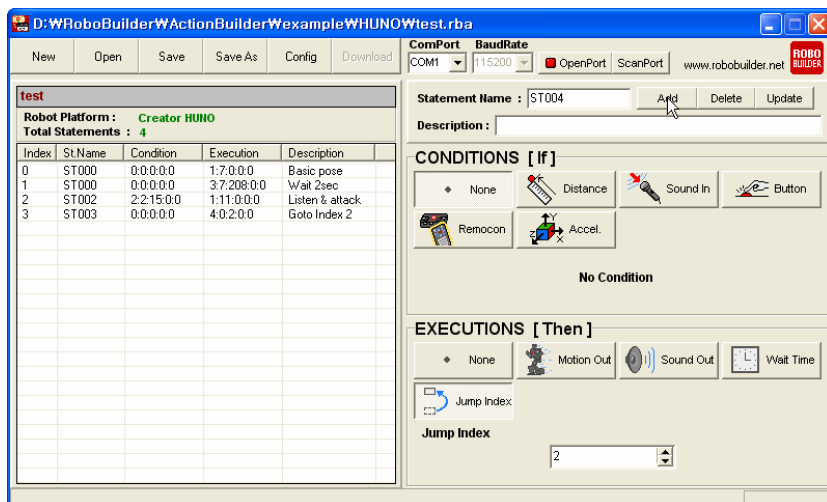 D:₩RoboBuilder₩ActionBuilder₩example₩HUNO₩test.rba
New Open Save Save As Config Download
ComPort BaudRate
COM1 115200 OpenPort ScanPort www.robobuilder.net ROBO BUILDER
test
Robot Platform : Creator HUNO
Total Statements : 4
Index St.Name Condition Execution Description
0 ST000 0:0:0:0:0 1:7:0:0:0 Basic pose
1 ST000 0:0:0:0:0 3:7:208:0:0 Wait 2sec
2 ST002 2:2:15:0:0 1:11:0:0:0 Listen & attack
3 ST003 0:0:0:0:0 4:0:2:0:0 Goto Index 2
Statement Name : ST004 Add Delete Update
Description :
CONDITIONS [ If ]
None Distance Sound In Button
Remocon Accel.
No Condition
EXECUTIONS [ Then ]
None Motion Out Sound Out Wait Time
Jump Index
Jump Index
2